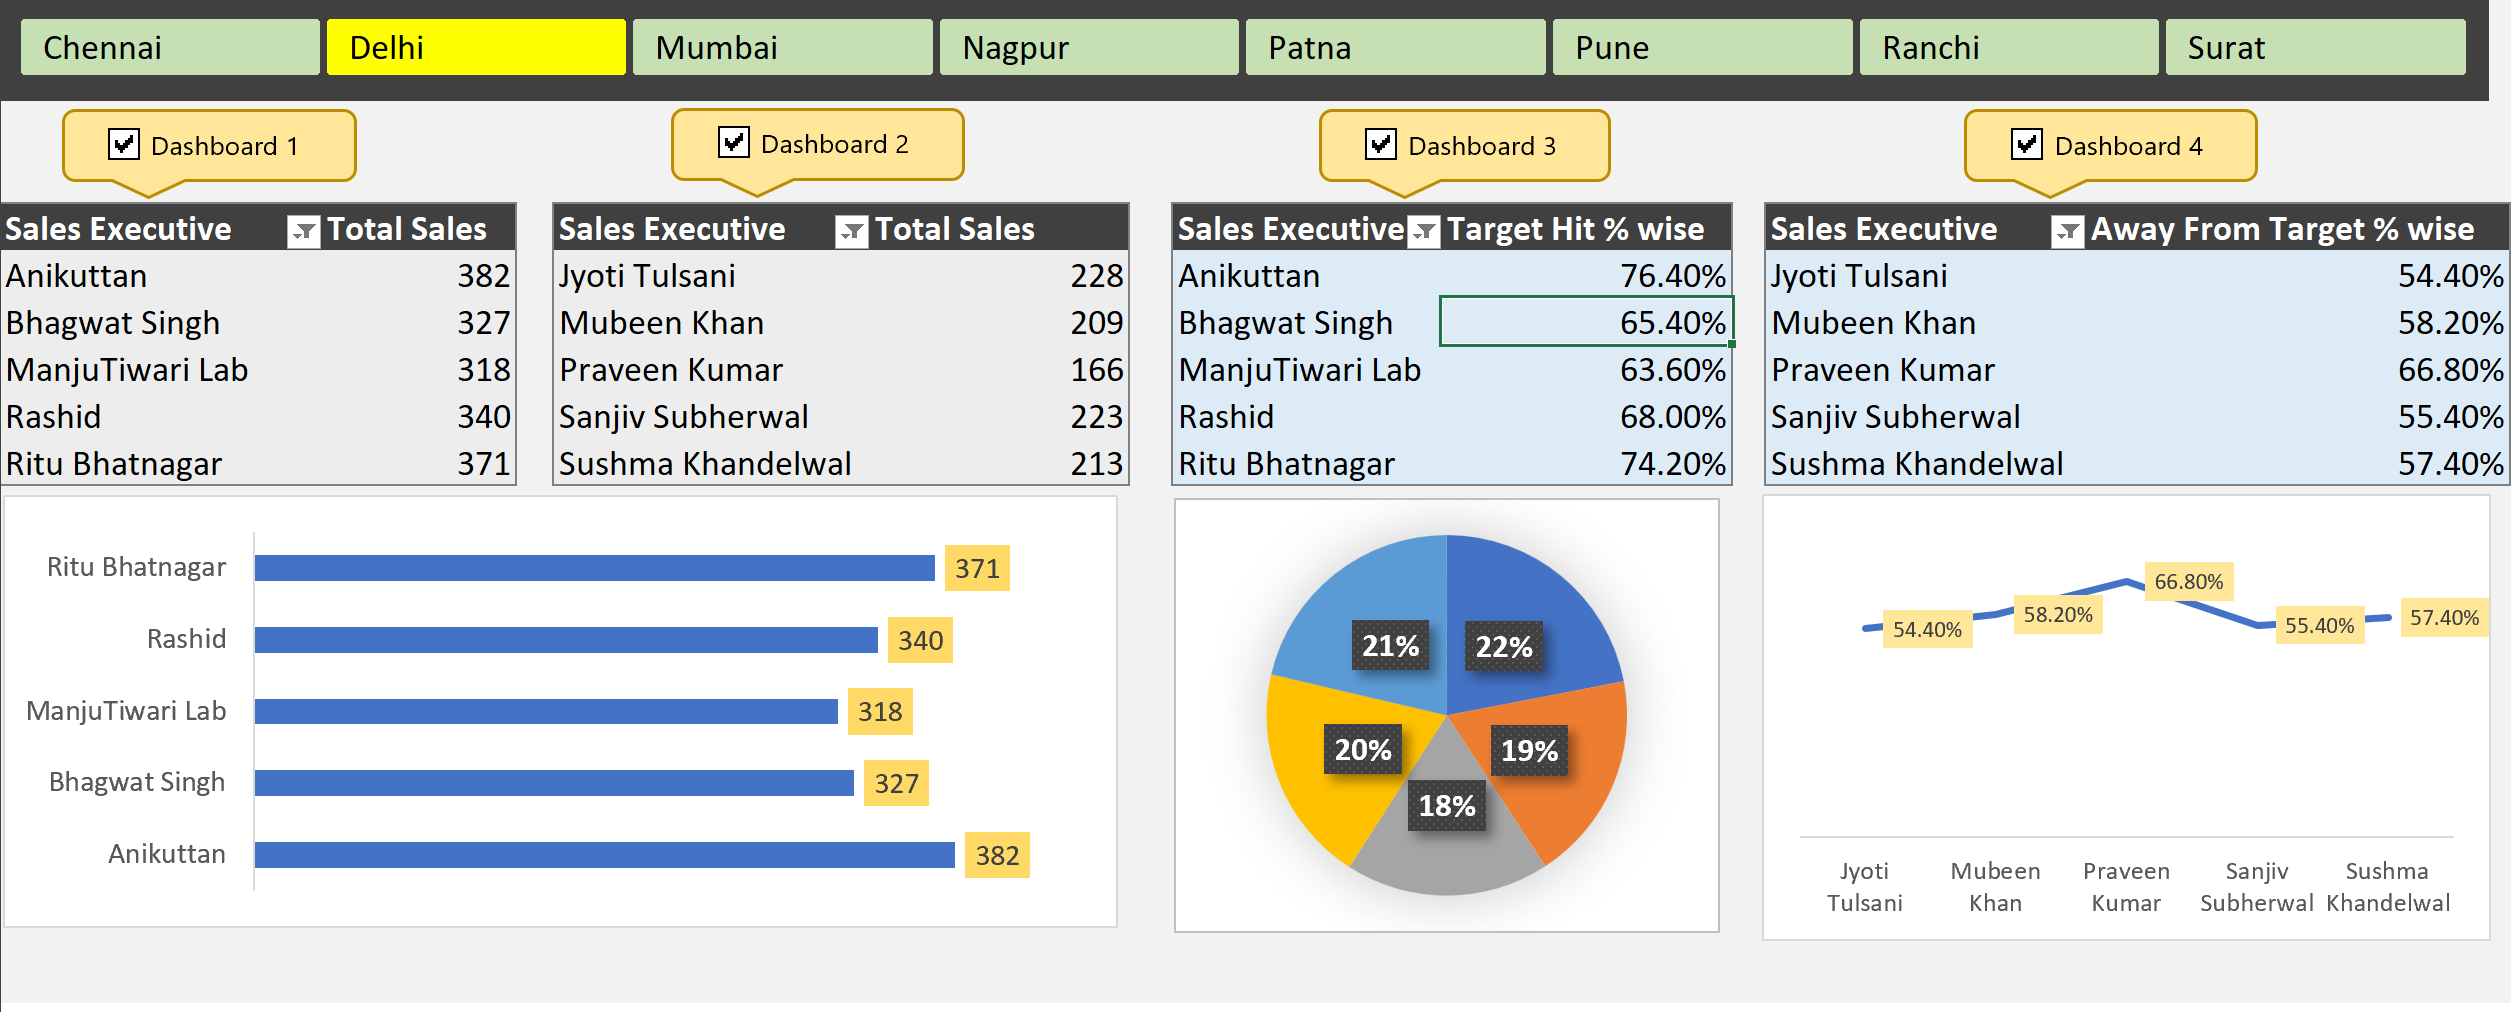 Chennai Delhi Mumbai Nagpur Patna Pune Ranchi Surat
Dashboard 1 Dashboard 2 Dashboard 3 Dashboard 4
Sales Executive Total Sales
Anikuttan 382
Bhagwat Singh 327
ManjuTiwari Lab 318
Rashid 340
Ritu Bhatnagar 371
Sales Executive Total Sales
Jyoti Tulsani 228
Mubeen Khan 209
Praveen Kumar 166
Sanjiv Subherwal 223
Sushma Khandelwal 213
Sales Executive Target Hit % wise
Anikuttan 76.40%
Bhagwat Singh 65.40%
ManjuTiwari Lab 63.60%
Rashid 68.00%
Ritu Bhatnagar 74.20%
Sales Executive Away From Target % wise
Jyoti Tulsani 54.40%
Mubeen Khan 58.20%
Praveen Kumar 66.80%
Sanjiv Subherwal 55.40%
Sushma Khandelwal 57.40%
Ritu Bhatnagar 371
Rashid 340
ManjuTiwari Lab 318
Bhagwat Singh 327
Anikuttan 382
21% 22%
20% 19%
18%
54.40% 58.20% 66.80% 55.40% 57.40%
Jyoti Mubeen Praveen Sanjiv Sushma
Tulsani Khan Kumar Subherwal Khandelwal